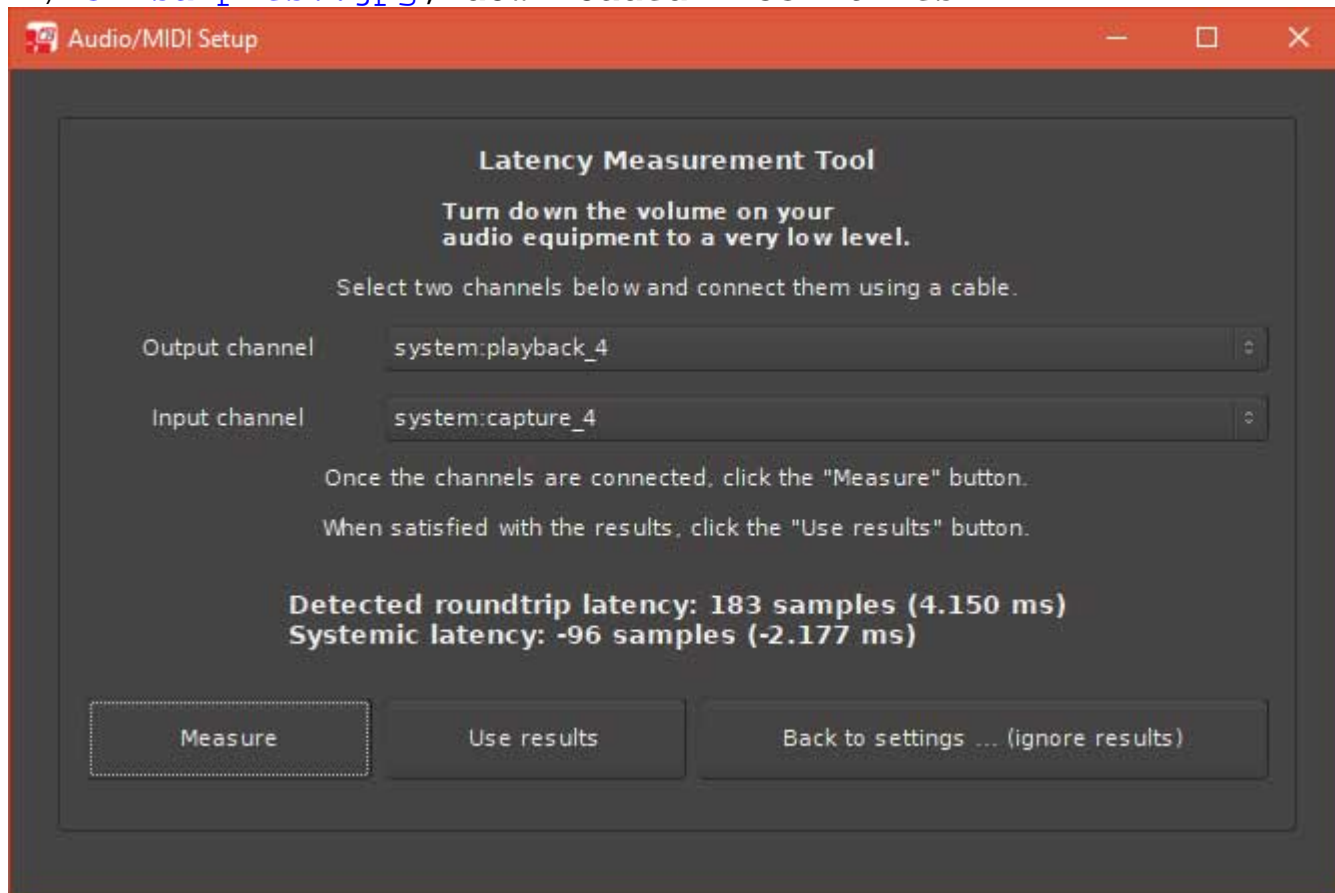 Audio/MIDI Setup
Latency Measurement Tool
Turn down the volume on your
audio equipment to a very low level.
Select two channels below and connect them using a cable.
Output channel system:playback_4
Input channel system:capture_4
Once the channels are connected, click the "Measure" button.
When satisfied with the results, click the "Use results" button.
Detected roundtrip latency: 183 samples (4.150 ms)
Systemic latency: -96 samples (-2.177 ms)
Measure Use results Back to settings ... (ignore results)